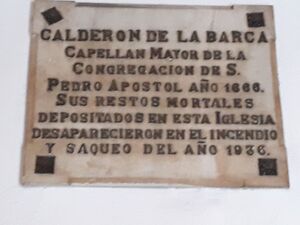 CALDERON DE LA BARCA
CAPELLAN MAYOR DE LA
CONGREGACION DE S.
PEDRO APOSTOL AÑO 1666.
SUS RESTOS MORTALES
DEPOSITADOS EN ESTA IGLESIA
DESAPARECIERON EN EL INCENDIO
Y SAQUEO DEL AÑO 1936.